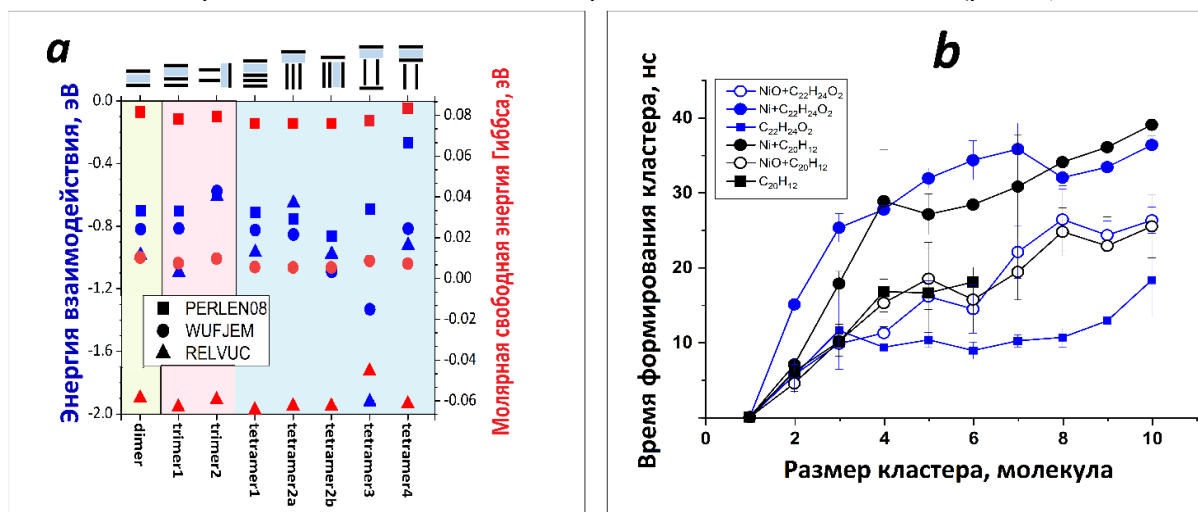 a
Энергия взаимодействия, эВ
0.0
-0.4
-0.8
-1.2
-1.6
-2.0
PERLEN08
WUFJEM
RELVUC
0.08
0.06
0.04
0.02
0.00
-0.04
-0.06
Молярная свободная энергия Гиббса, эВ
dimer
trimer1
trimer2
tetramer1
tetramer2a
tetramer2b
tetramer3
tetramer4
b
Время формирования кластера, нс
40
30
20
10
NiO+C₂₂H₂₄O₂
Ni+C₂₂H₂₄O₂
C₂₂H₂₄O₂
Ni+C₂₀H₁₂
NiO+C₂₀H₁₂
C₂₀H₁₂
0 2 4 6 8 10
Размер кластера, молекула